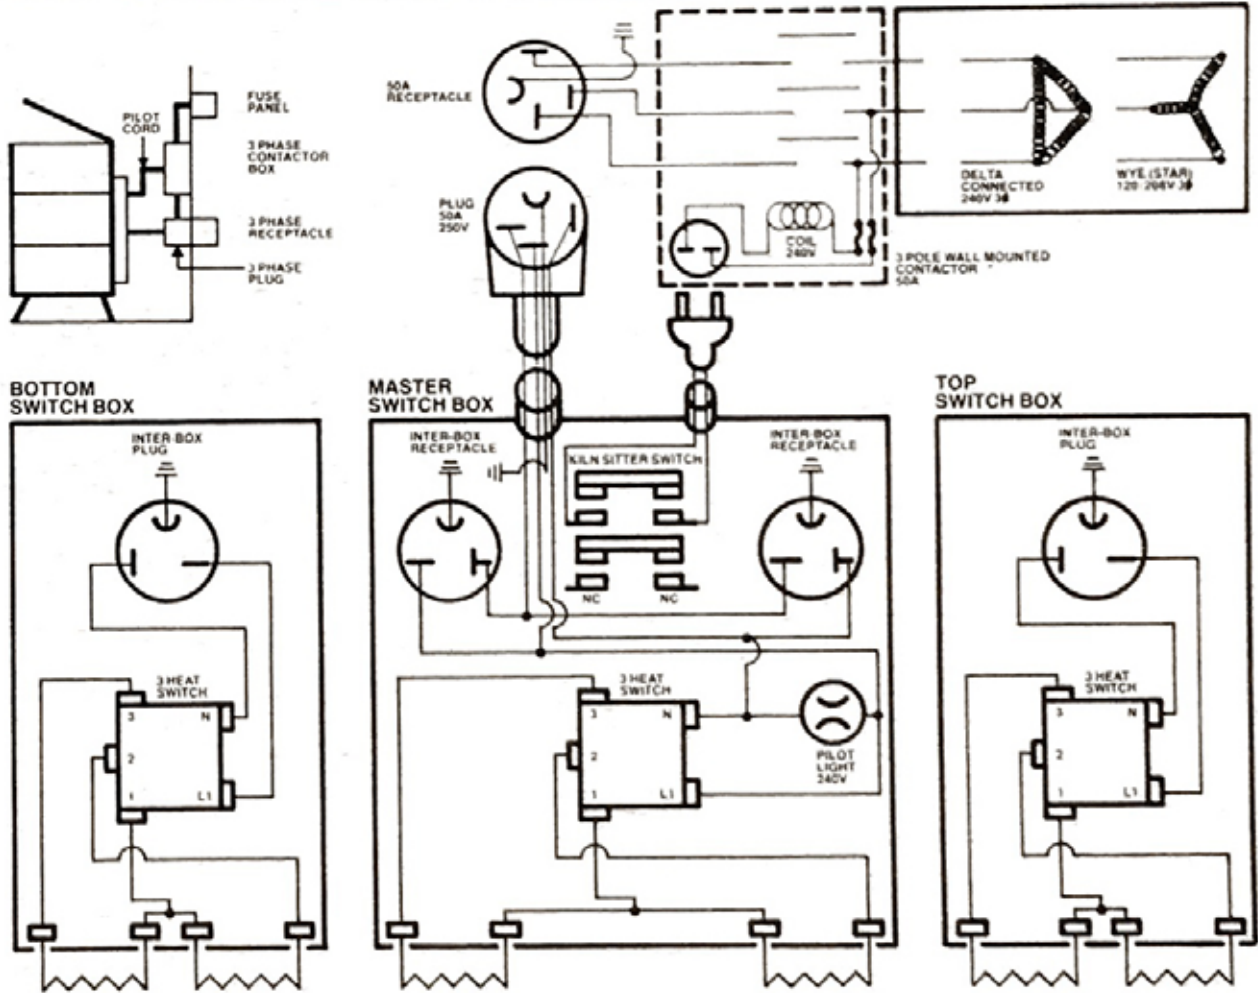 FUSE
PANEL
PILOT
CORD
3 PHASE
CONTACTOR
BOX
3 PHASE
RECEPTACLE
3 PHASE
PLUG
50A
RECEPTACLE
PLUG
50A
250V
COIL
240V
3 POLE WALL MOUNTED
CONTACTOR
50A
DELTA
CONNECTED
240V 3ϕ
WYE (STAR)
120/208V 3ϕ
BOTTOM
SWITCH BOX
INTER-BOX
PLUG
3 HEAT
SWITCH
3
N
2
1
L1
MASTER
SWITCH BOX
INTER-BOX
RECEPTACLE
KILN SITTER SWITCH
INTER-BOX
RECEPTACLE
NC
NC
3 HEAT
SWITCH
3
N
2
1
L1
PILOT
LIGHT
240V
TOP
SWITCH BOX
INTER-BOX
PLUG
3 HEAT
SWITCH
3
N
2
1
L1